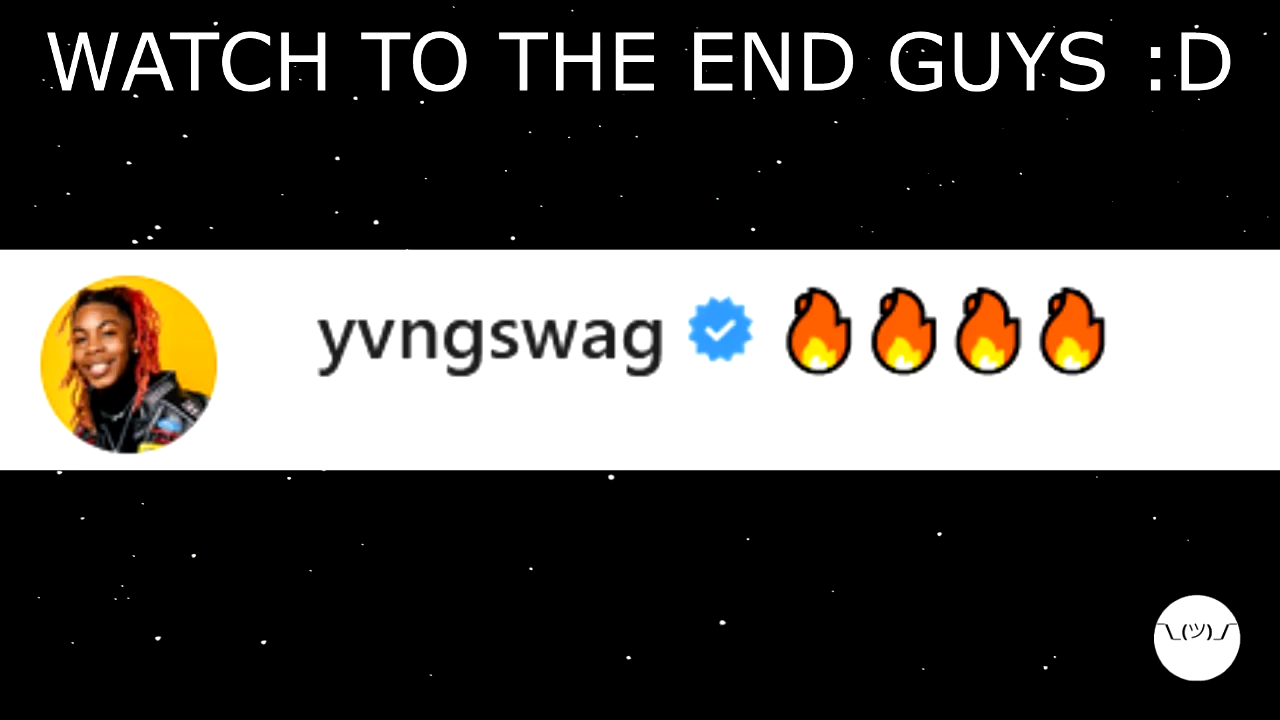 WATCH TO THE END GUYS :D
yvngswag 🔥🔥🔥🔥
¯\_(ツ)_/¯